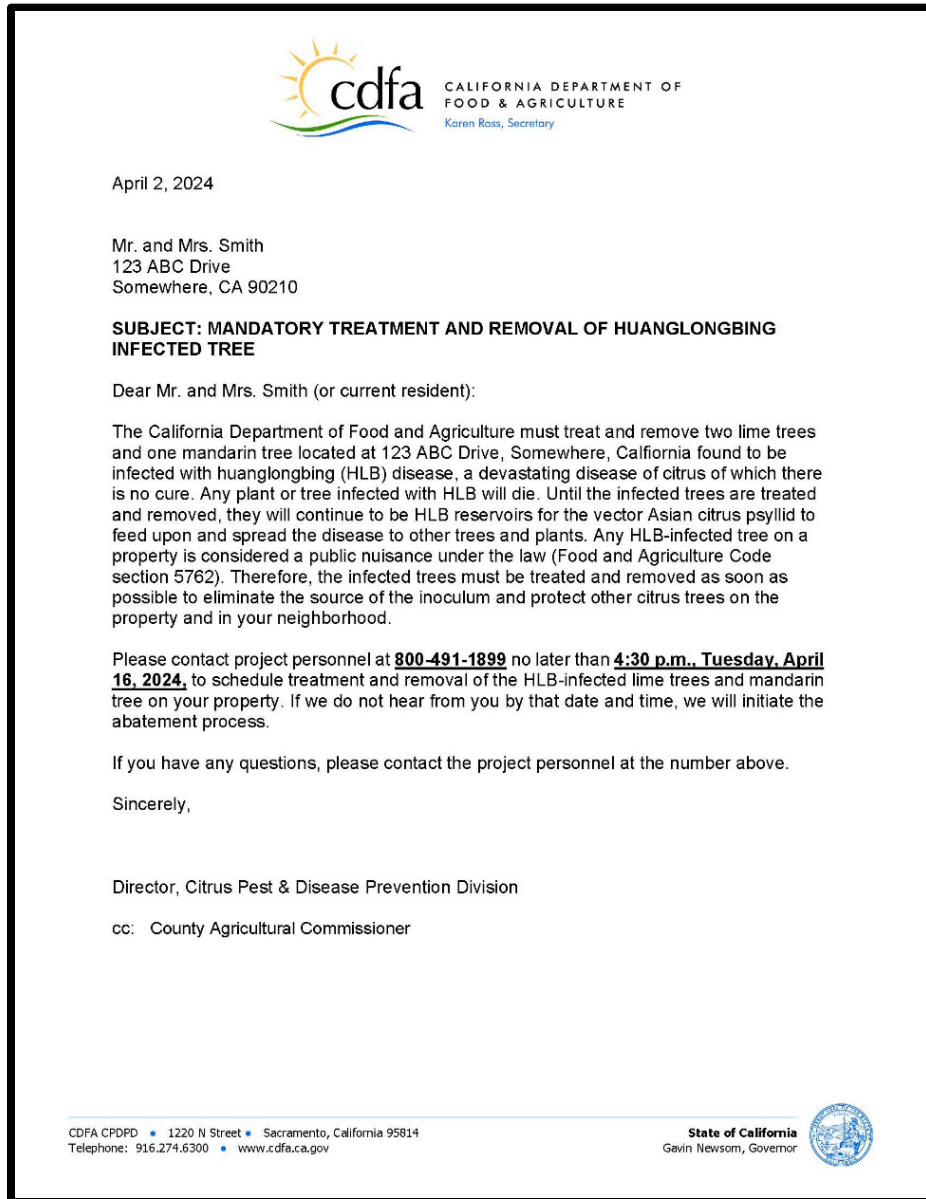 cdfa
CALIFORNIA DEPARTMENT OF
FOOD & AGRICULTURE
Karen Ross, Secretary
April 2, 2024
Mr. and Mrs. Smith
123 ABC Drive
Somewhere, CA 90210
SUBJECT: MANDATORY TREATMENT AND REMOVAL OF HUANGLONGBING
INFECTED TREE
Dear Mr. and Mrs. Smith (or current resident):
The California Department of Food and Agriculture must treat and remove two lime trees
and one mandarin tree located at 123 ABC Drive, Somewhere, Calfiornia found to be
infected with huanglongbing (HLB) disease, a devastating disease of citrus of which there
is no cure. Any plant or tree infected with HLB will die. Until the infected trees are treated
and removed, they will continue to be HLB reservoirs for the vector Asian citrus psyllid to
feed upon and spread the disease to other trees and plants. Any HLB-infected tree on a
property is considered a public nuisance under the law (Food and Agriculture Code
section 5762). Therefore, the infected trees must be treated and removed as soon as
possible to eliminate the source of the inoculum and protect other citrus trees on the
property and in your neighborhood.
Please contact project personnel at 800-491-1899 no later than 4:30 p.m., Tuesday, April
16, 2024, to schedule treatment and removal of the HLB-infected lime trees and mandarin
tree on your property. If we do not hear from you by that date and time, we will initiate the
abatement process.
If you have any questions, please contact the project personnel at the number above.
Sincerely,
Director, Citrus Pest & Disease Prevention Division
cc: County Agricultural Commissioner
CDFA CPDPD • 1220 N Street • Sacramento, California 95814
Telephone: 916.274.6300 • www.cdfa.ca.gov
State of California
Gavin Newsom, Governor